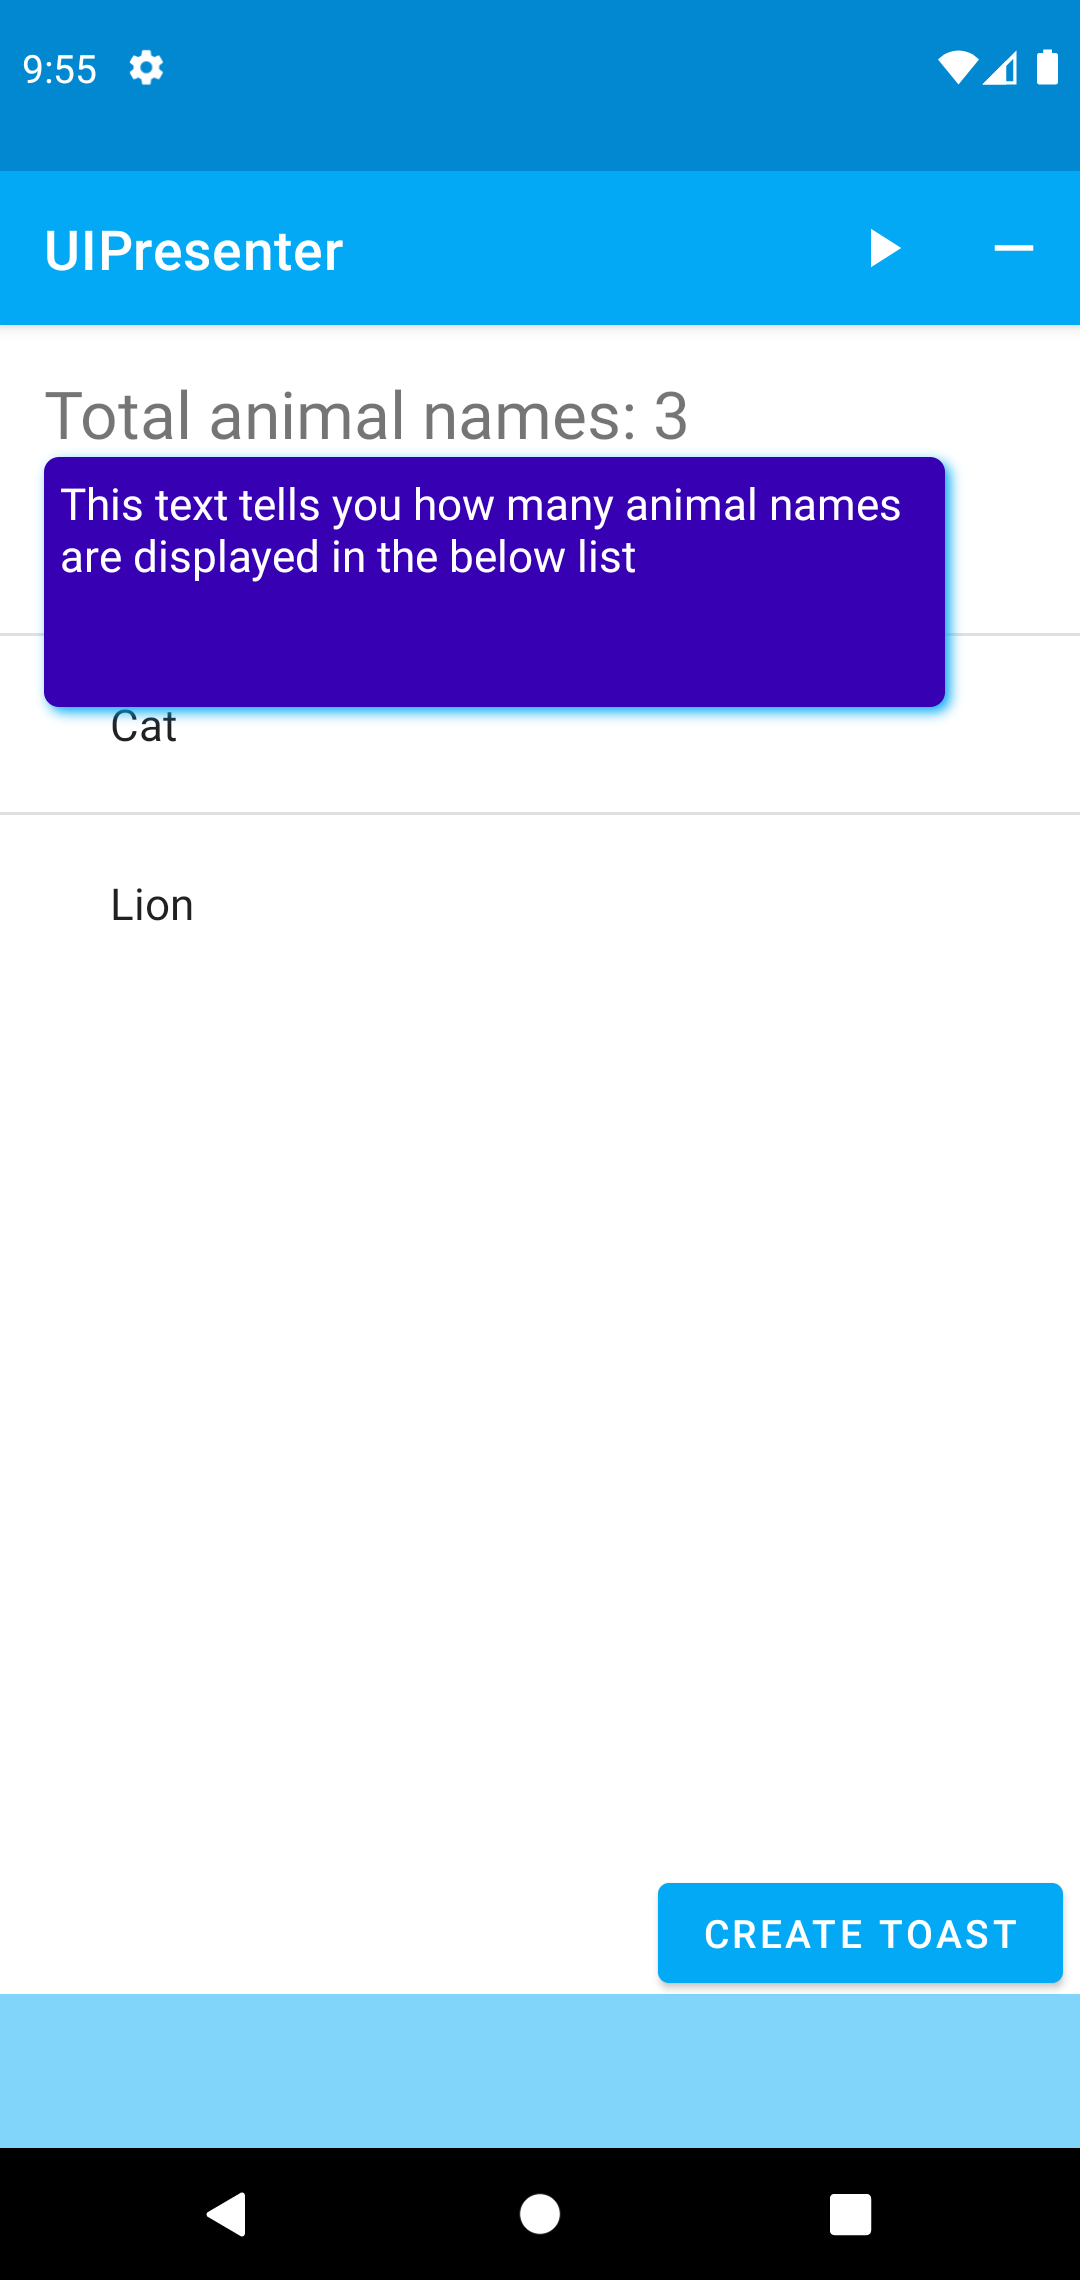 9:55
UIPresenter
Total animal names: 3
This text tells you how many animal names
are displayed in the below list
Cat
Lion
CREATE TOAST